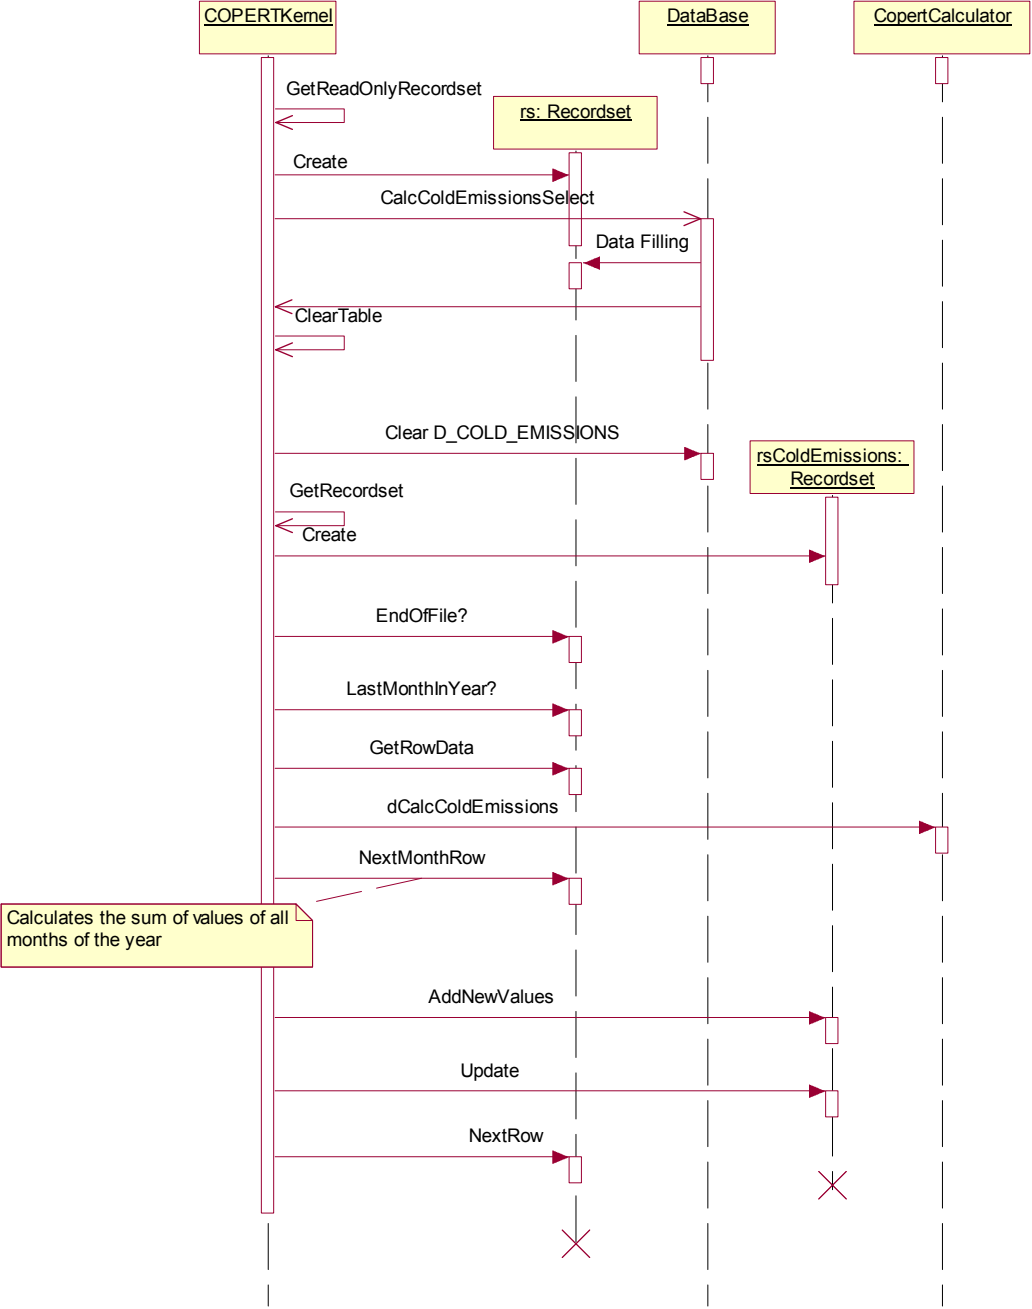 COPERTKernel
DataBase
CopertCalculator
GetReadOnlyRecordset
rs: Recordset
Create
CalcColdEmissionsSelect
Data Filling
ClearTable
Clear D_COLD_EMISSIONS
rsColdEmissions:
Recordset
GetRecordset
Create
EndOfFile?
LastMonthInYear?
GetRowData
dCalcColdEmissions
NextMonthRow
Calculates the sum of values of all
months of the year
AddNewValues
Update
NextRow